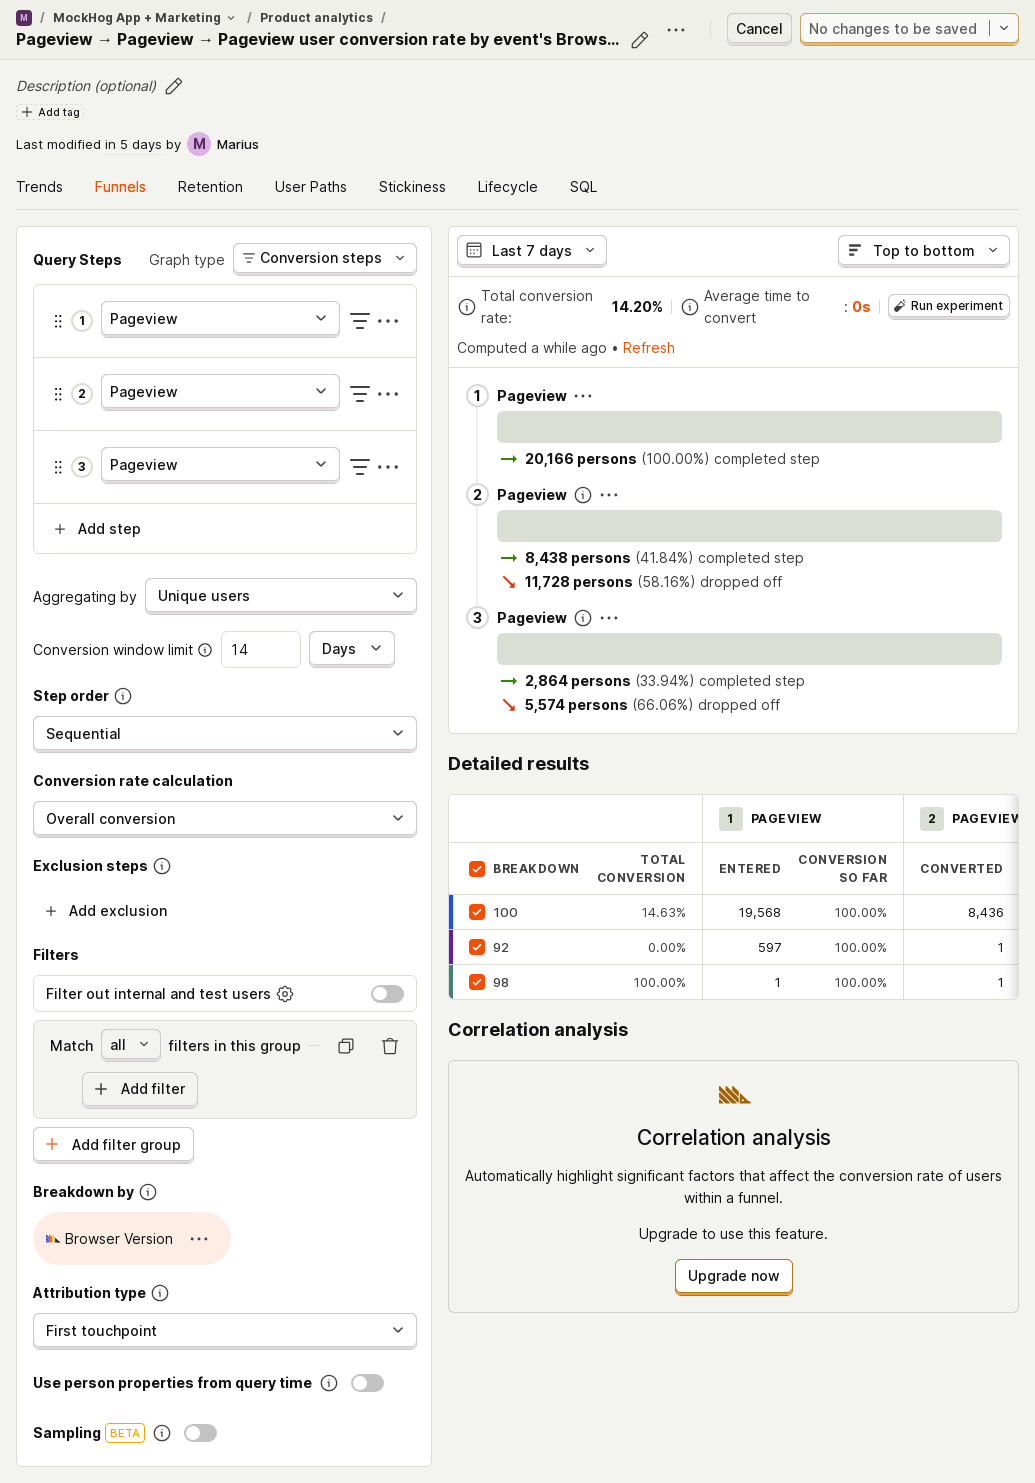 M / MockHog App + Marketing / Product analytics /
Pageview → Pageview → Pageview user conversion rate by event's Brows...
Cancel
No changes to be saved
Description (optional)
Add tag
Last modified in 5 days by M Marius
Trends Funnels Retention User Paths Stickiness Lifecycle SQL
Query Steps Graph type Conversion steps
1 Pageview
2 Pageview
3 Pageview
Add step
Aggregating by Unique users
Conversion window limit 14 Days
Step order
Sequential
Conversion rate calculation
Overall conversion
Exclusion steps
Add exclusion
Filters
Filter out internal and test users
Match all filters in this group
Add filter
Add filter group
Breakdown by
Browser Version
Attribution type
First touchpoint
Use person properties from query time
Sampling BETA
Last 7 days Top to bottom
Total conversion rate: 14.20%
Average time to convert : 0s
Run experiment
Computed a while ago • Refresh
1 Pageview
20,166 persons (100.00%) completed step
2 Pageview
8,438 persons (41.84%) completed step
11,728 persons (58.16%) dropped off
3 Pageview
2,864 persons (33.94%) completed step
5,574 persons (66.06%) dropped off
Detailed results
1 PAGEVIEW 2 PAGEVIEW
BREAKDOWN TOTAL CONVERSION ENTERED CONVERSION SO FAR CONVERTED
100 14.63% 19,568 100.00% 8,436
92 0.00% 597 100.00% 1
98 100.00% 1 100.00% 1
Correlation analysis
Correlation analysis
Automatically highlight significant factors that affect the conversion rate of users
within a funnel.
Upgrade to use this feature.
Upgrade now